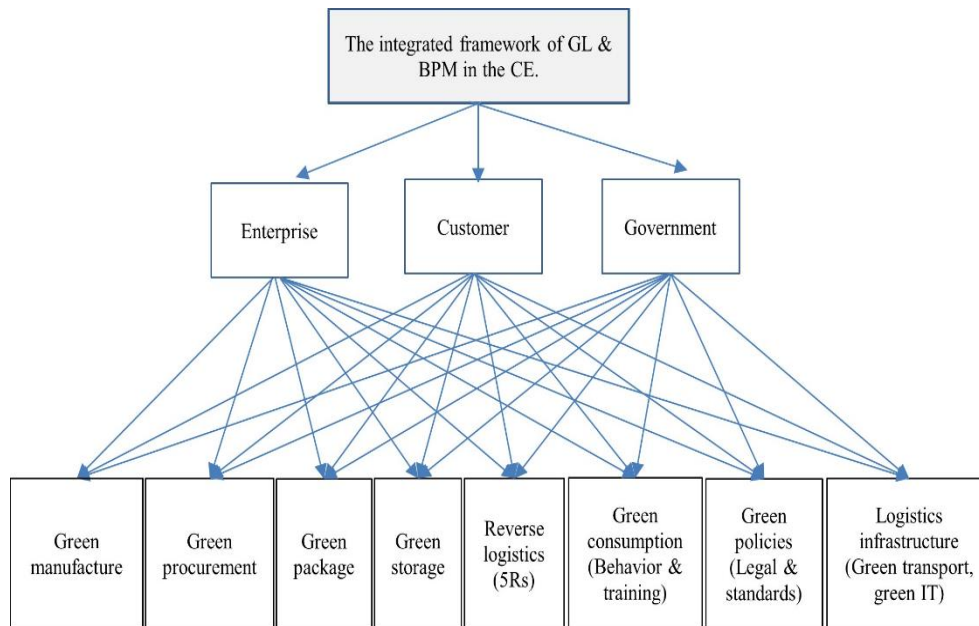 The integrated framework of GL &
BPM in the CE.
Enterprise
Customer
Government
Green
manufacture
Green
procurement
Green
package
Green
storage
Reverse
logistics
(5Rs)
Green
consumption
(Behavior &
training)
Green
policies
(Legal &
standards)
Logistics
infrastructure
(Green transport,
green IT)